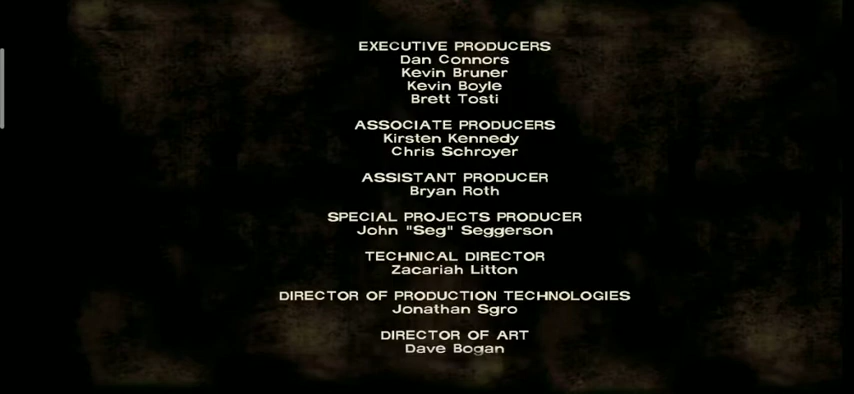 EXECUTIVE PRODUCERS
Dan Connors
Kevin Bruner
Kevin Boyle
Brett Tosti
ASSOCIATE PRODUCERS
Kirsten Kennedy
Chris Schroyer
ASSISTANT PRODUCER
Bryan Roth
SPECIAL PROJECTS PRODUCER
John "Seg" Seggerson
TECHNICAL DIRECTOR
Zacariah Litton
DIRECTOR OF PRODUCTION TECHNOLOGIES
Jonathan Sgro
DIRECTOR OF ART
Dave Bogan